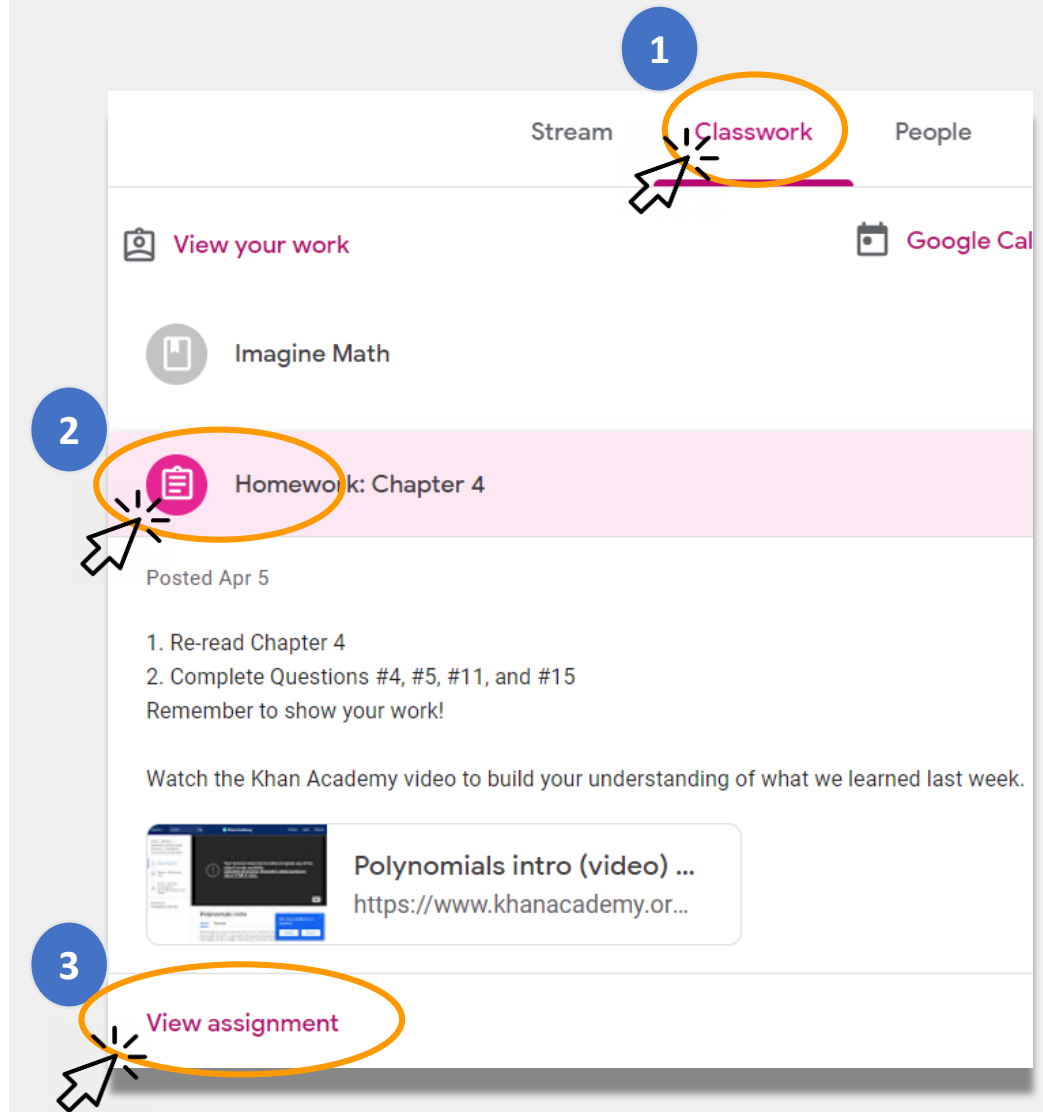 1
Stream Classwork People
View your work Google Cal
Imagine Math
2
Homework: Chapter 4
Posted Apr 5
1. Re-read Chapter 4
2. Complete Questions #4, #5, #11, and #15
Remember to show your work!
Watch the Khan Academy video to build your understanding of what we learned last week.
Polynomials intro (video) ...
https://www.khanacademy.or...
Polynomials intro
3
View assignment